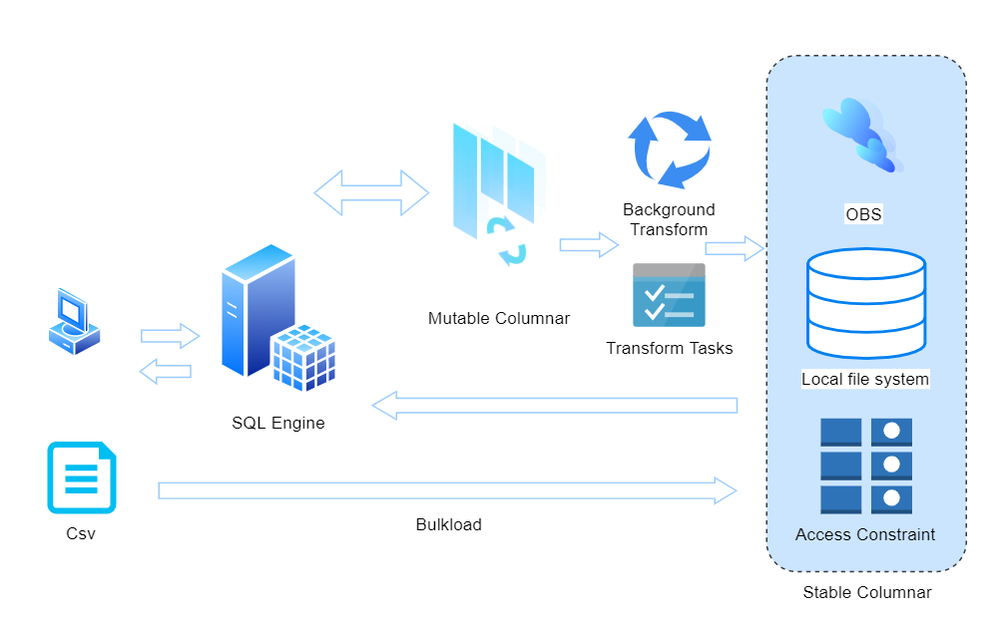 OBS
Background
Transform
Mutable Columnar
Transform Tasks
Local file system
SQL Engine
Csv
Bulkload
Access Constraint
Stable Columnar